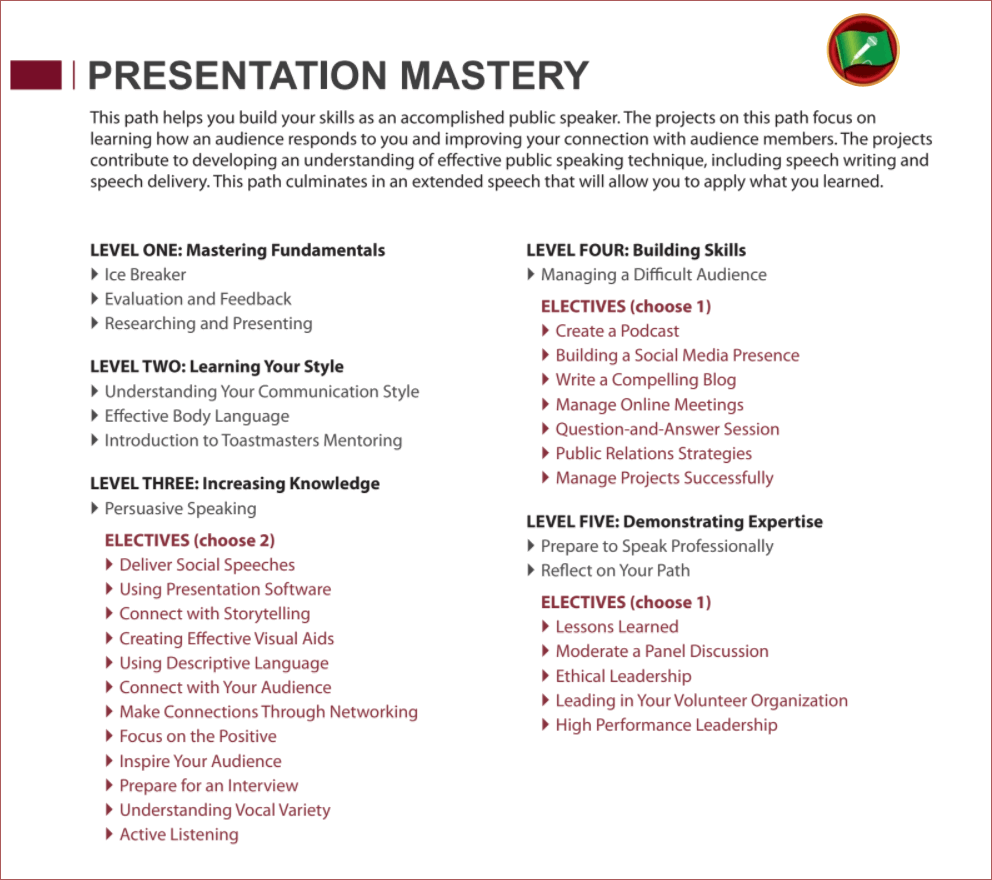 PRESENTATION MASTERY
This path helps you build your skills as an accomplished public speaker. The projects on this path focus on
learning how an audience responds to you and improving your connection with audience members. The projects
contribute to developing an understanding of effective public speaking technique, including speech writing and
speech delivery. This path culminates in an extended speech that will allow you to apply what you learned.
LEVEL ONE: Mastering Fundamentals
Ice Breaker
Evaluation and Feedback
Researching and Presenting
LEVEL TWO: Learning Your Style
Understanding Your Communication Style
Effective Body Language
Introduction to Toastmasters Mentoring
LEVEL THREE: Increasing Knowledge
Persuasive Speaking
ELECTIVES (choose 2)
Deliver Social Speeches
Using Presentation Software
Connect with Storytelling
Creating Effective Visual Aids
Using Descriptive Language
Connect with Your Audience
Make Connections Through Networking
Focus on the Positive
Inspire Your Audience
Prepare for an Interview
Understanding Vocal Variety
Active Listening
LEVEL FOUR: Building Skills
Managing a Difficult Audience
ELECTIVES (choose 1)
Create a Podcast
Building a Social Media Presence
Write a Compelling Blog
Manage Online Meetings
Question-and-Answer Session
Public Relations Strategies
Manage Projects Successfully
LEVEL FIVE: Demonstrating Expertise
Prepare to Speak Professionally
Reflect on Your Path
ELECTIVES (choose 1)
Lessons Learned
Moderate a Panel Discussion
Ethical Leadership
Leading in Your Volunteer Organization
High Performance Leadership